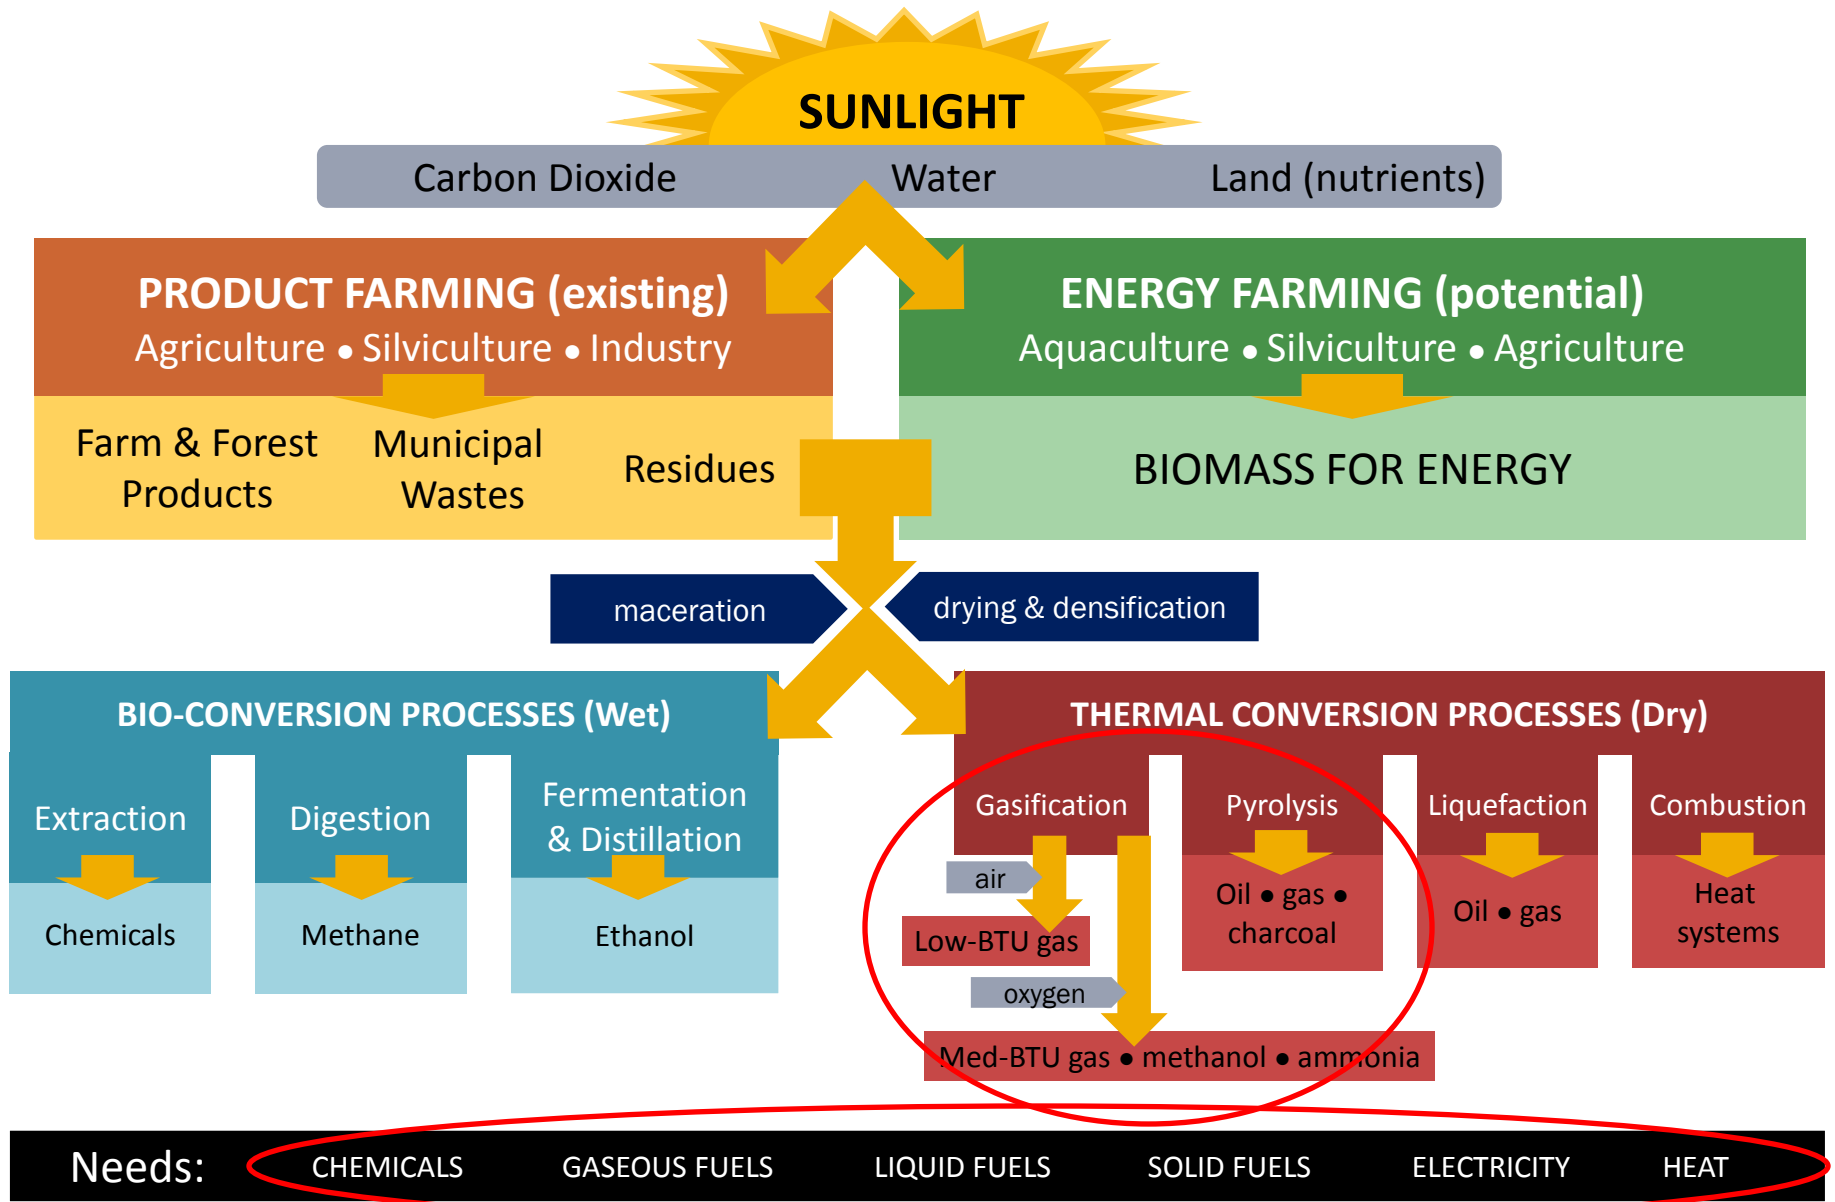 SUNLIGHT
Carbon Dioxide Water Land (nutrients)
PRODUCT FARMING (existing)
Agriculture ● Silviculture ● Industry
ENERGY FARMING (potential)
Aquaculture ● Silviculture ● Agriculture
Farm & Forest
Products
Municipal
Wastes
Residues
BIOMASS FOR ENERGY
maceration
drying & densification
BIO-CONVERSION PROCESSES (Wet)
THERMAL CONVERSION PROCESSES (Dry)
Extraction
Digestion
Fermentation
& Distillation
Gasification
Pyrolysis
Liquefaction
Combustion
Chemicals
Methane
Ethanol
air
Low-BTU gas
oxygen
Med-BTU gas ● methanol ● ammonia
Oil ● gas ●
charcoal
Oil ● gas
Heat
systems
Needs: CHEMICALS GASEOUS FUELS LIQUID FUELS SOLID FUELS ELECTRICITY HEAT